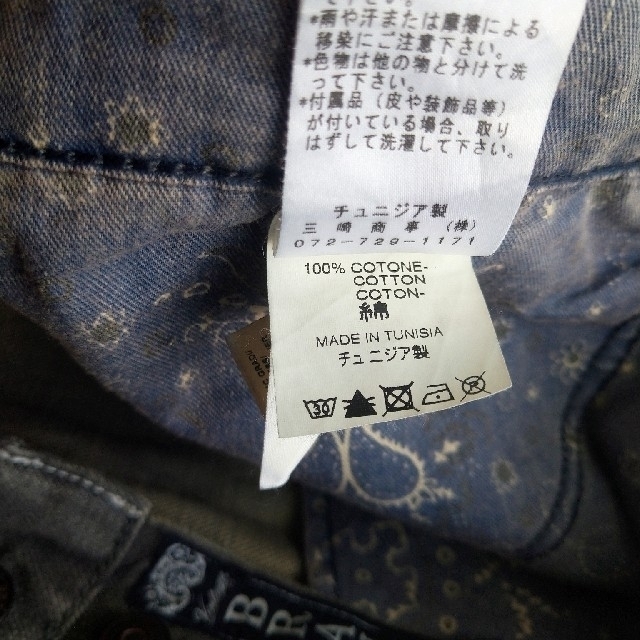 *雨や汗または摩擦による
移染にご注意下さい。
*色物は他の物と分けて洗
って下さい。
*付属品（皮や装飾品等）
が付いている場合、取り
はずして洗濯して下さい。
チュニジア製
三崎商事（株）
072-729-1171
100% COTONE-
COTTON
COTON-
綿
MADE IN TUNISIA
チュニジア製
30
BRA